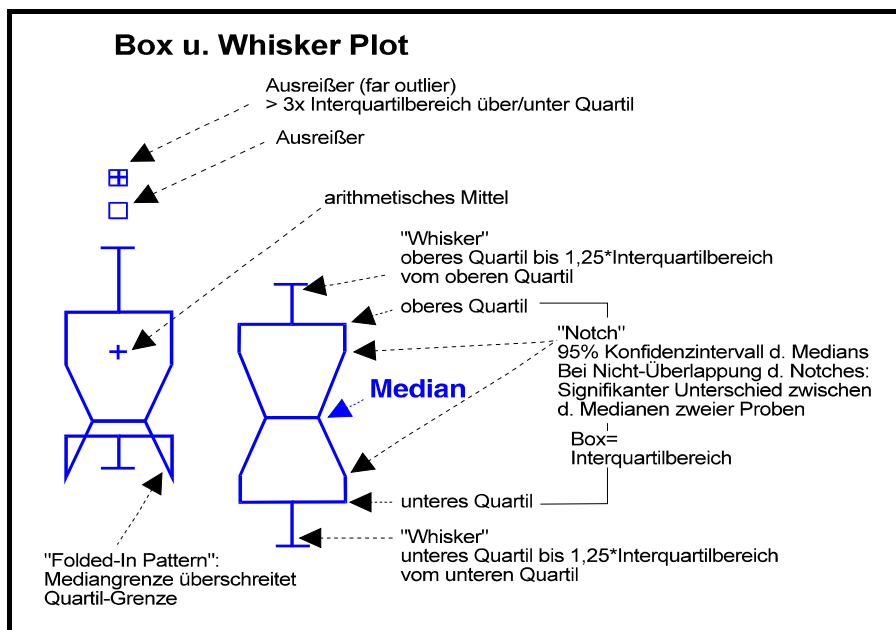 Box u. Whisker Plot
Ausreißer (far outlier)
> 3x Interquartilbereich über/unter Quartil
Ausreißer
arithmetisches Mittel
"Whisker"
oberes Quartil bis 1,25*Interquartilbereich
vom oberen Quartil
oberes Quartil
"Notch"
95% Konfidenzintervall d. Medians
Bei Nicht-Überlappung d. Notches:
Signifikanter Unterschied zwischen
d. Medianen zweier Proben
Median
Box=
Interquartilbereich
unteres Quartil
"Whisker"
unteres Quartil bis 1,25*Interquartilbereich
vom unteren Quartil
"Folded-In Pattern":
Mediangrenze überschreitet
Quartil-Grenze